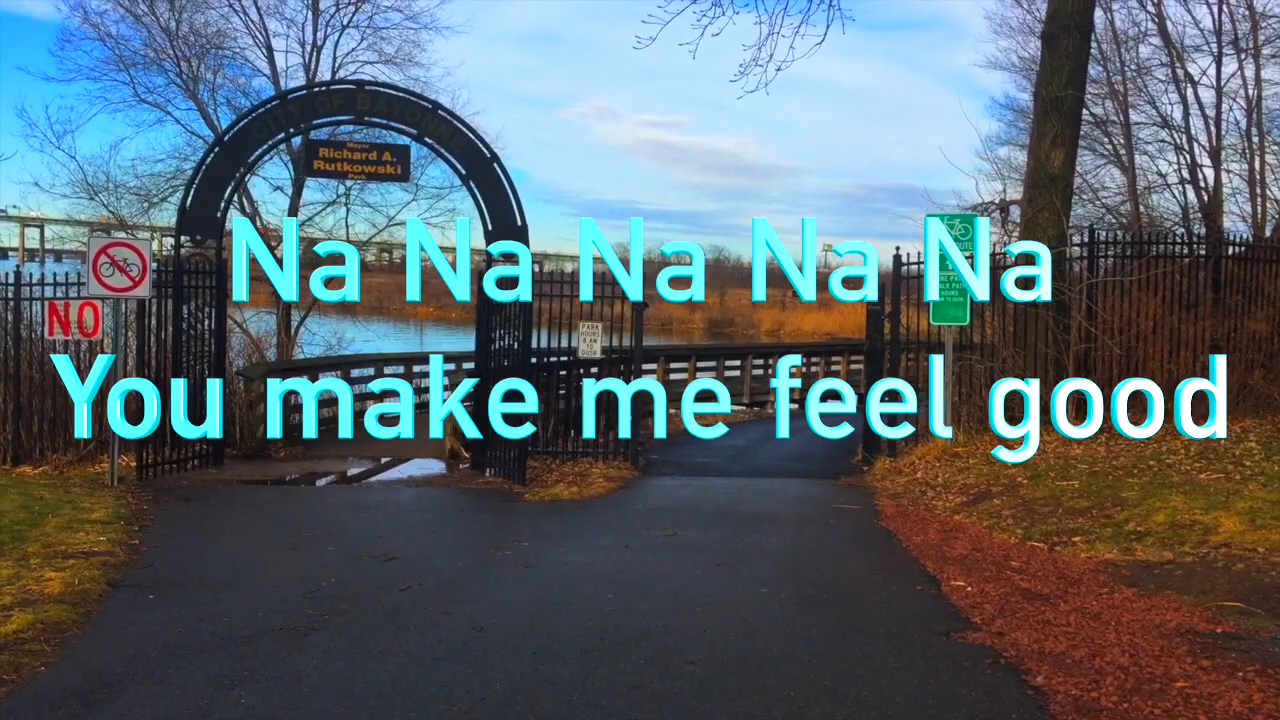 CITY OF BAYONNE
Mayor
Richard A.
Rutkowski
Park
Na Na Na Na Na
NO
PARK
HOURS
8 AM
TO
DUSK
You make me feel good